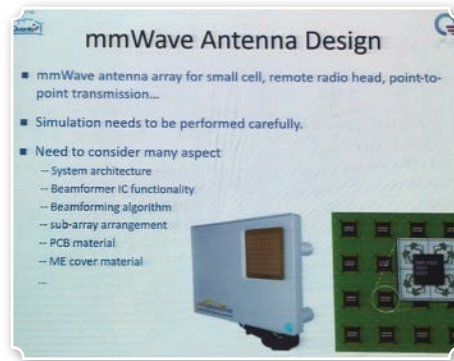 mmWave Antenna Design
mmWave antenna array for small cell, remote radio head, point-to-
point transmission...
Simulation needs to be performed carefully.
Need to consider many aspect
-- System architecture
-- Beamformer IC functionality
-- Beamforming algorithm
-- sub-array arrangement
-- PCB material
-- ME cover material
...